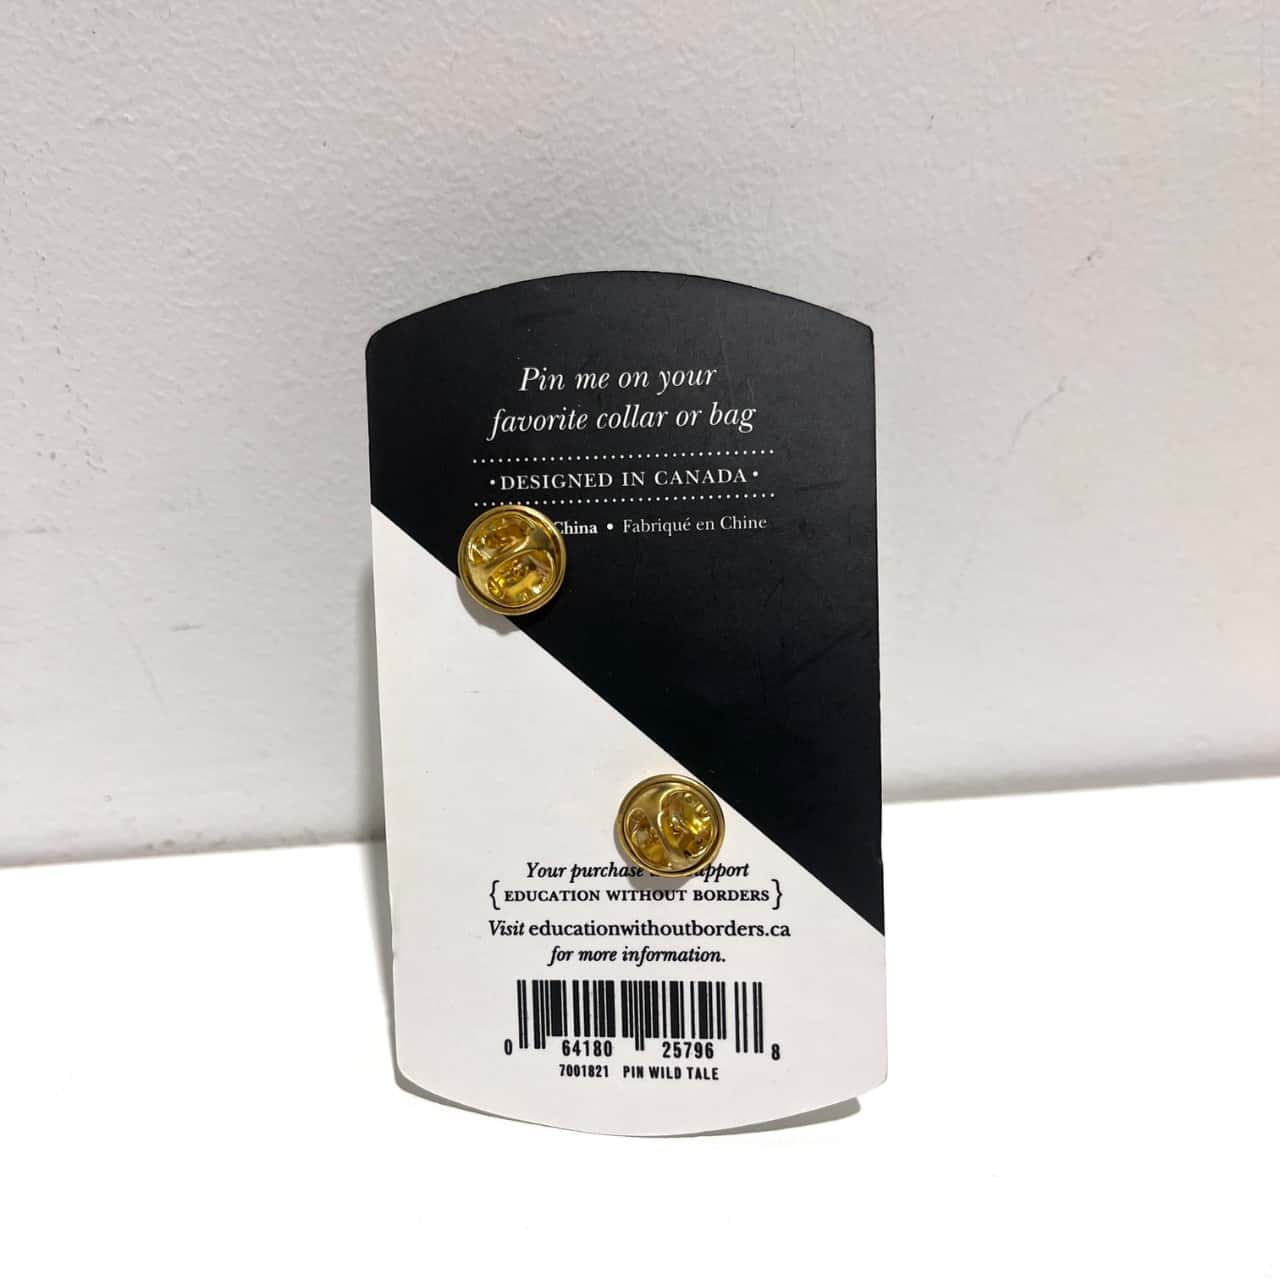 Pin me on your
favorite collar or bag
• DESIGNED IN CANADA •
China • Fabriqué en Chine
Your purchase
{ EDUCATION WITHOUT BORDERS }
Visit educationwithoutborders.ca
for more information.
0 64180 25796 8
7001821 PIN WILD TALE